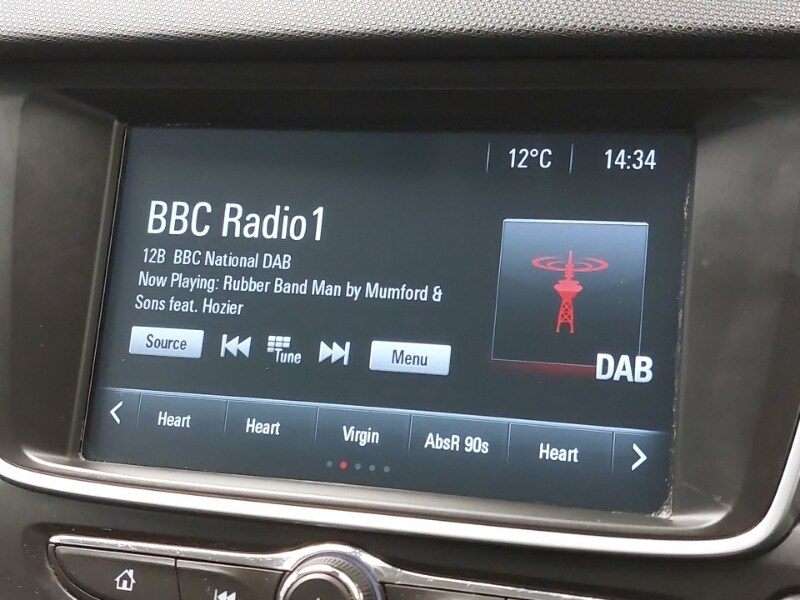 12°C 14:34
BBC Radio1
12B BBC National DAB
Now Playing: Rubber Band Man by Mumford &
Sons feat. Hozier
DAB
Source Tune Menu
Heart Heart Virgin AbsR 90s Heart